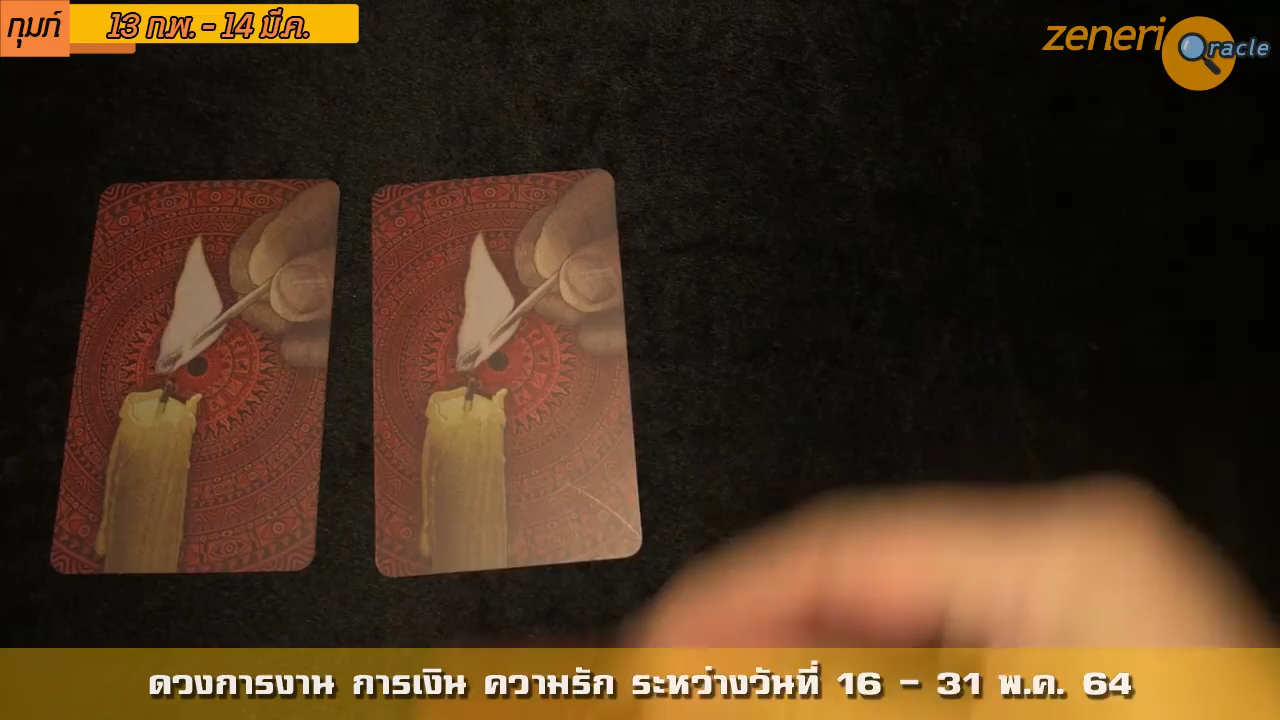 กุมภ์
13 ก.พ. - 14 มี.ค.
zeneri Oracle
ดวงการงาน การเงิน ความรัก ระหว่างวันที่ 16 - 31 พ.ค. 64